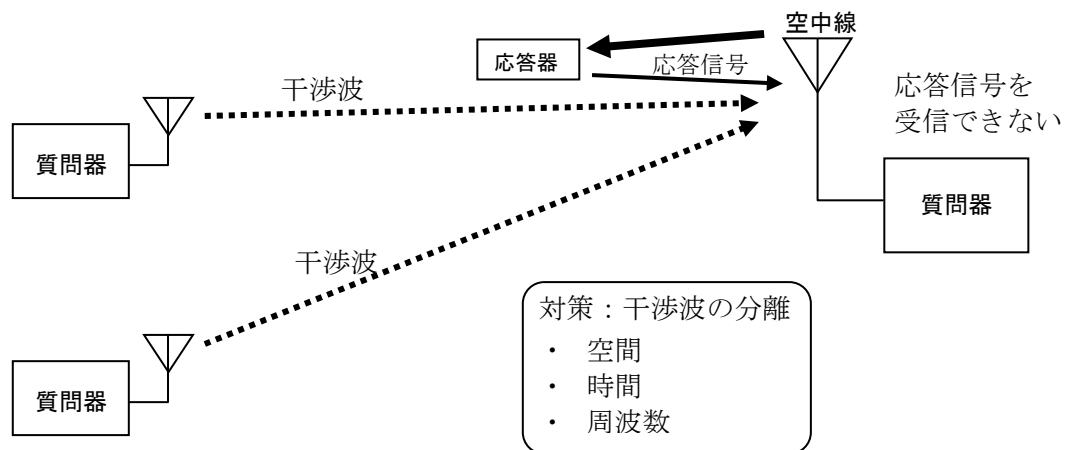 空中線
応答器
応答信号
干渉波
応答信号を
受信できない
質問器
質問器
干渉波
対策：干渉波の分離
・ 空間
・ 時間
・ 周波数
質問器